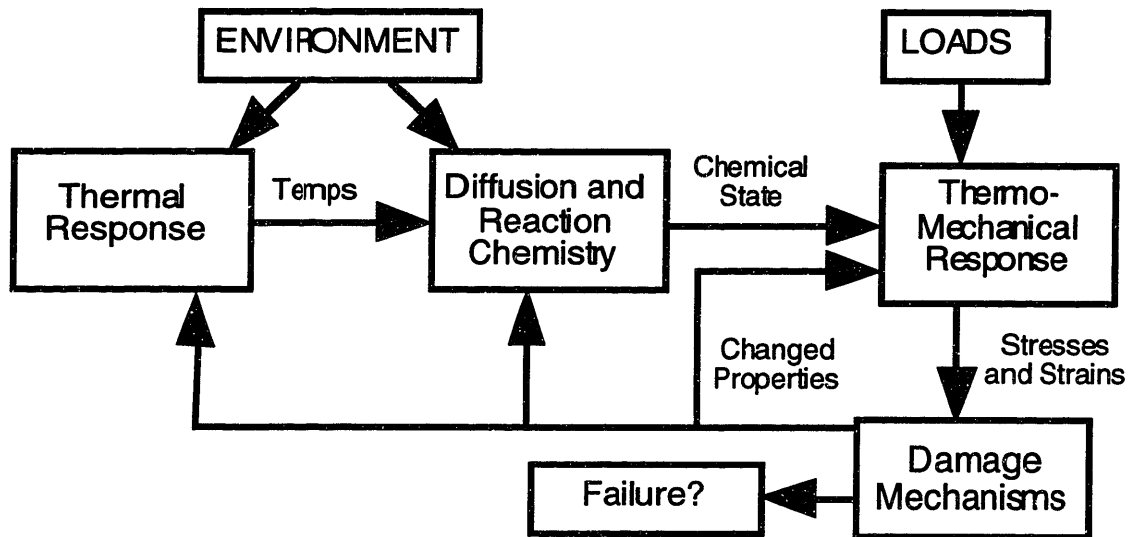 ENVIRONMENT
LOADS
Thermal
Response
Temps
Diffusion and
Reaction
Chemistry
Chemical
State
Thermo-
Mechanical
Response
Changed
Properties
Stresses
and Strains
Damage
Mechanisms
Failure?